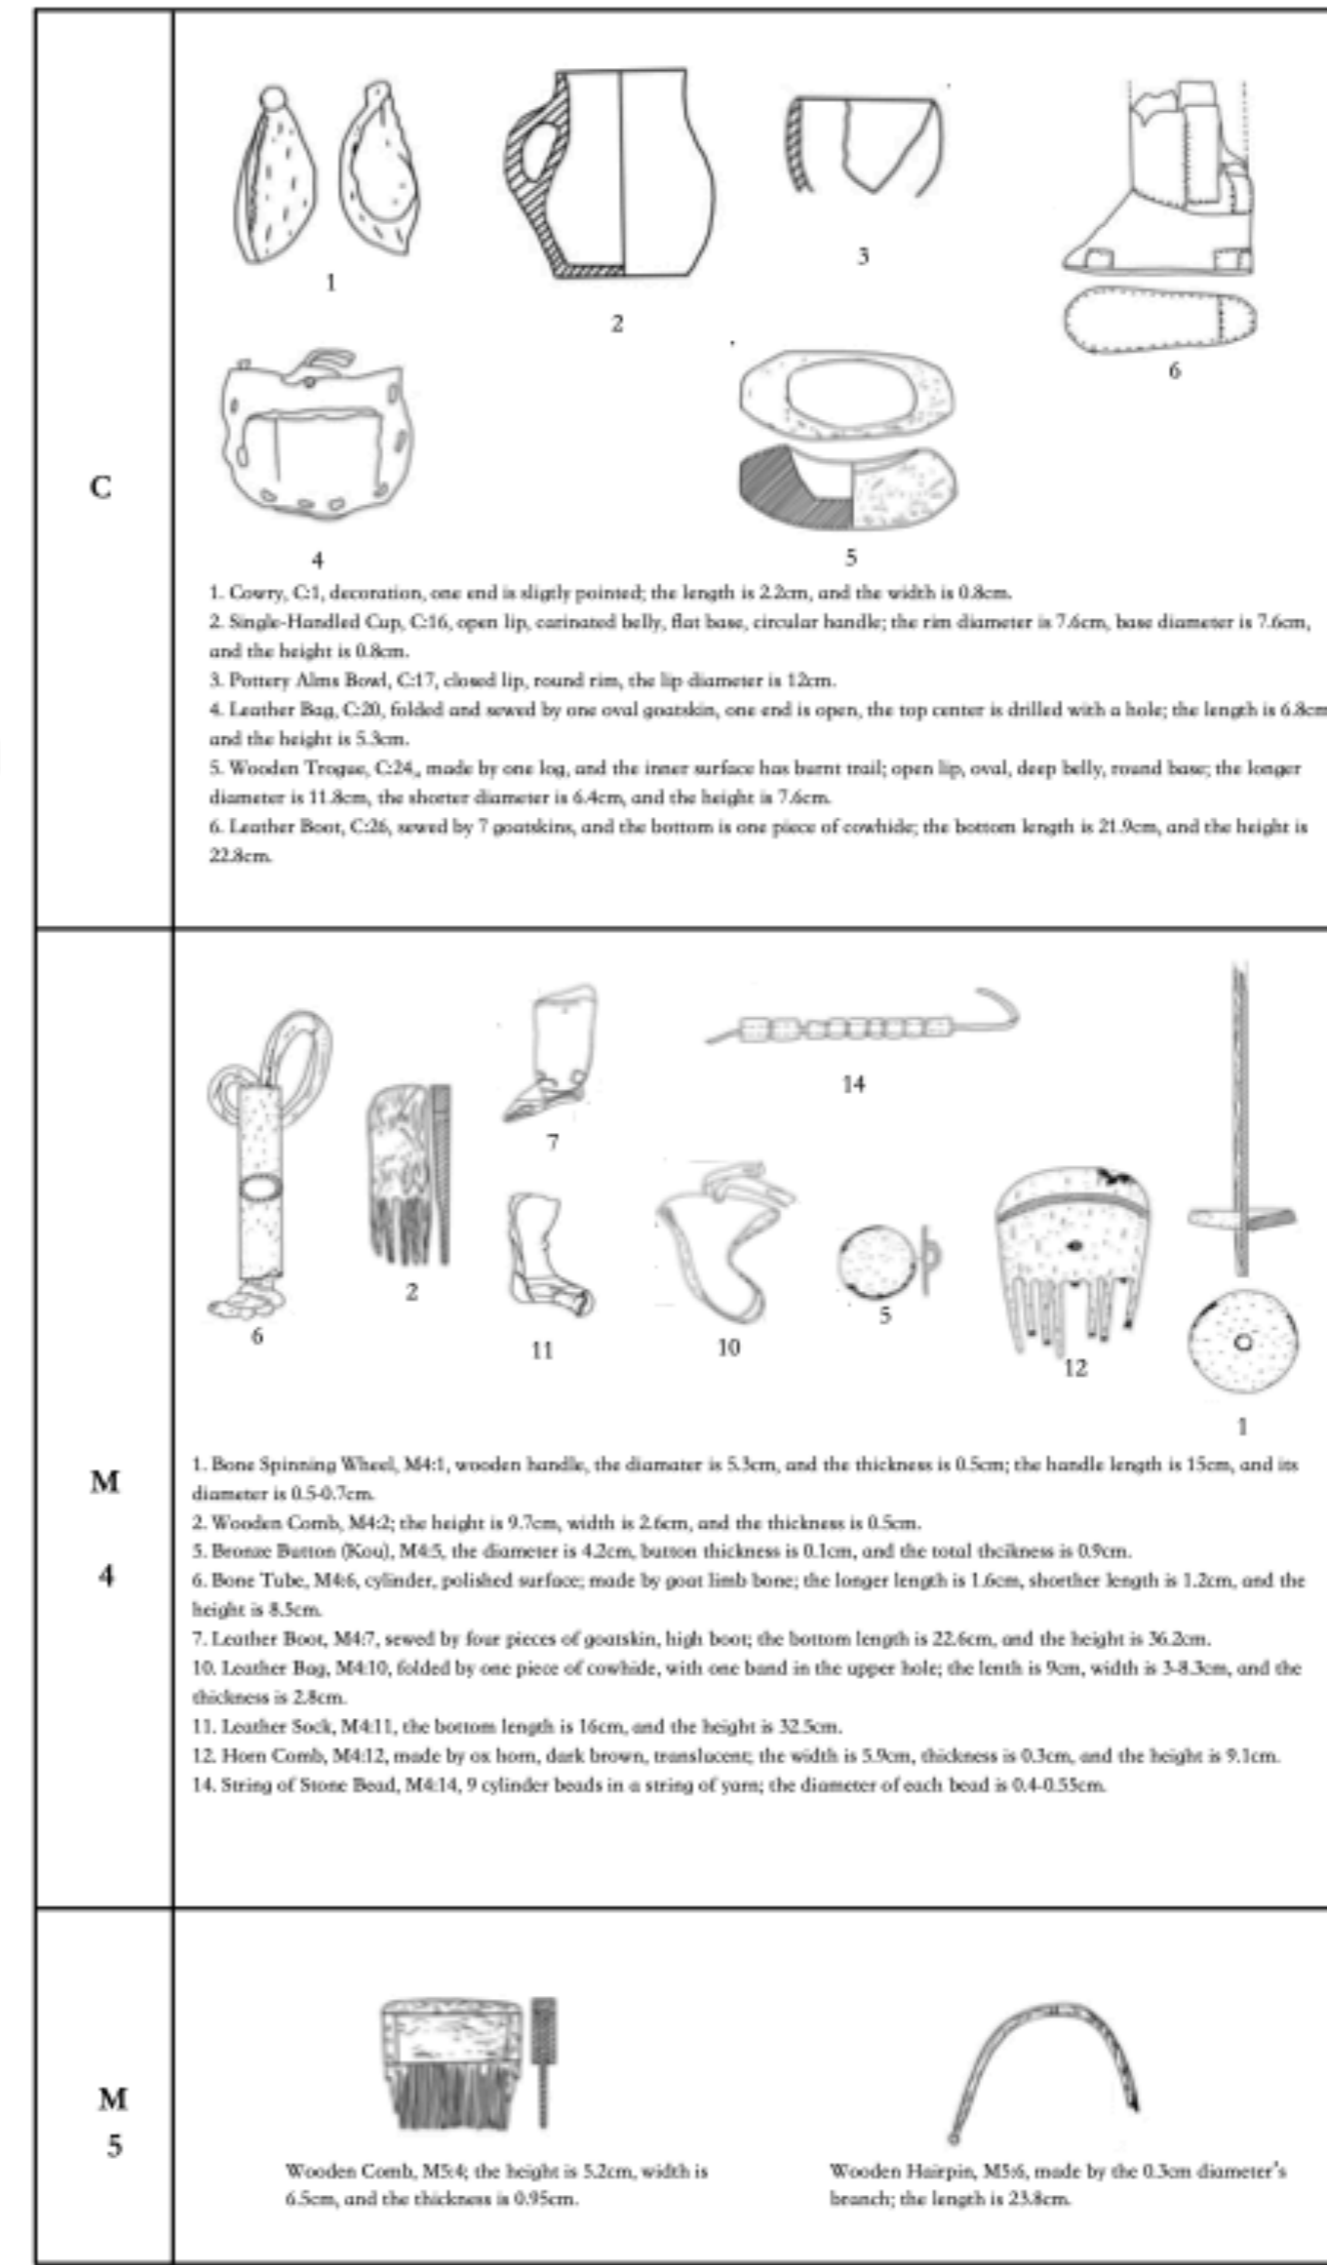 1
2
3
6
4
5
C
1. Cowry, C:1, decoration, one end is sligtly pointed; the length is 2.2cm, and the width is 0.8cm.
2. Single-Handled Cup, C:16, open lip, carinated belly, flat base, circular handle; the rim diameter is 7.6cm, base diameter is 7.6cm,
and the height is 0.8cm.
3. Pottery Alms Bowl, C:17, closed lip, round rim, the lip diameter is 12cm.
4. Leather Bag, C:20, folded and sewed by one oval goatskin, one end is open, the top center is drilled with a hole; the length is 6.8cm
and the height is 5.3cm.
5. Wooden Trogue, C:24,, made by one log, and the inner surface has burnt trail; open lip, oval, deep belly, round base; the longer
diameter is 11.8cm, the shorter diameter is 6.4cm, and the height is 7.6cm.
6. Leather Boot, C:26, sewed by 7 goatskins, and the bottom is one piece of cowhide; the bottom length is 21.9cm, and the height is
22.8cm.
14
7
2
5
6
11
10
12
1
M
4
1. Bone Spinning Wheel, M4:1, wooden handle, the diamater is 5.3cm, and the thickness is 0.5cm; the handle length is 15cm, and its
diameter is 0.5-0.7cm.
2. Wooden Comb, M4:2; the height is 9.7cm, width is 2.6cm, and the thickness is 0.5cm.
5. Bronze Button (Kou), M4:5, the diameter is 4.2cm, button thickness is 0.1cm, and the total thcikness is 0.9cm.
6. Bone Tube, M4:6, cylinder, polished surface; made by goat limb bone; the longer length is 1.6cm, shorther length is 1.2cm, and the
height is 8.5cm.
7. Leather Boot, M4:7, sewed by four pieces of goatskin, high boot; the bottom length is 22.6cm, and the height is 36.2cm.
10. Leather Bag, M4:10, folded by one piece of cowhide, with one band in the upper hole; the lenth is 9cm, width is 3-8.3cm, and the
thickness is 2.8cm.
11. Leather Sock, M4:11, the bottom length is 16cm, and the height is 32.5cm.
12. Horn Comb, M4:12, made by ox horn, dark brown, translucent; the width is 5.9cm, thickness is 0.3cm, and the height is 9.1cm.
14. String of Stone Bead, M4:14, 9 cylinder beads in a string of yarn; the diameter of each bead is 0.4-0.55cm.
M
5
Wooden Comb, M5:4; the height is 5.2cm, width is
6.5cm, and the thickness is 0.95cm.
Wooden Hairpin, M5:6, made by the 0.3cm diameter's
branch; the length is 23.8cm.